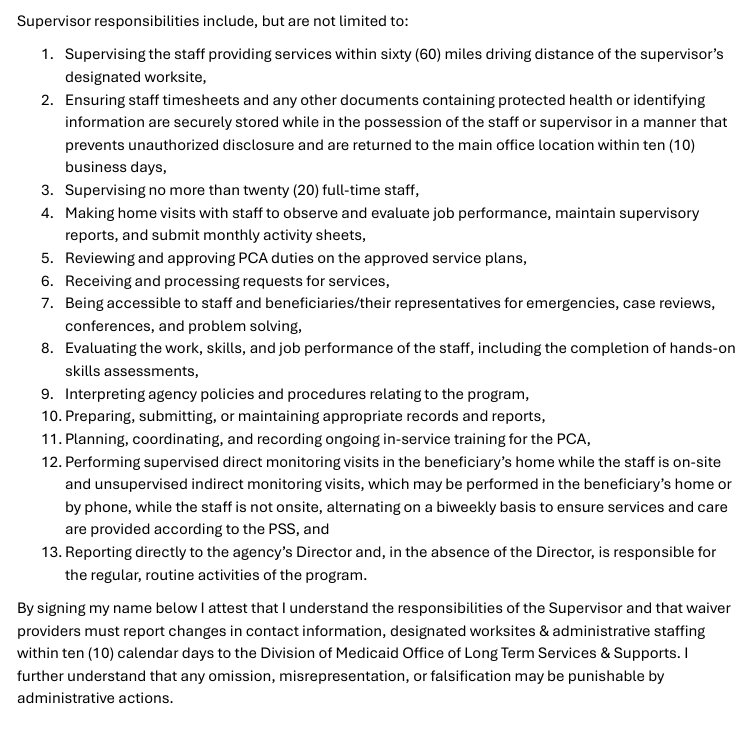 Supervisor responsibilities include, but are not limited to:
1. Supervising the staff providing services within sixty (60) miles driving distance of the supervisor's
designated worksite,
2. Ensuring staff timesheets and any other documents containing protected health or identifying
information are securely stored while in the possession of the staff or supervisor in a manner that
prevents unauthorized disclosure and are returned to the main office location within ten (10)
business days,
3. Supervising no more than twenty (20) full-time staff,
4. Making home visits with staff to observe and evaluate job performance, maintain supervisory
reports, and submit monthly activity sheets,
5. Reviewing and approving PCA duties on the approved service plans,
6. Receiving and processing requests for services,
7. Being accessible to staff and beneficiaries/their representatives for emergencies, case reviews,
conferences, and problem solving,
8. Evaluating the work, skills, and job performance of the staff, including the completion of hands-on
skills assessments,
9. Interpreting agency policies and procedures relating to the program,
10. Preparing, submitting, or maintaining appropriate records and reports,
11. Planning, coordinating, and recording ongoing in-service training for the PCA,
12. Performing supervised direct monitoring visits in the beneficiary's home while the staff is on-site
and unsupervised indirect monitoring visits, which may be performed in the beneficiary's home or
by phone, while the staff is not onsite, alternating on a biweekly basis to ensure services and care
are provided according to the PSS, and
13. Reporting directly to the agency's Director and, in the absence of the Director, is responsible for
the regular, routine activities of the program.
By signing my name below I attest that I understand the responsibilities of the Supervisor and that waiver
providers must report changes in contact information, designated worksites & administrative staffing
within ten (10) calendar days to the Division of Medicaid Office of Long Term Services & Supports. I
further understand that any omission, misrepresentation, or falsification may be punishable by
administrative actions.